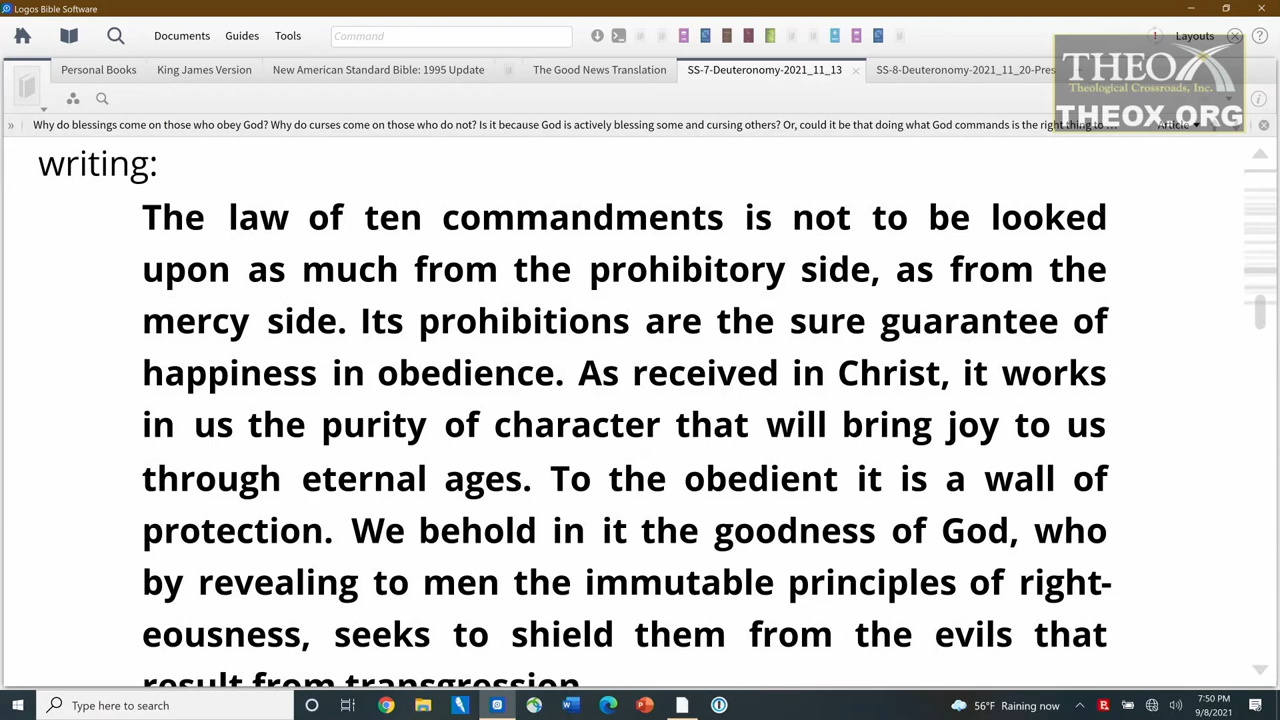 Logos Bible Software
Documents Guides Tools Command Layouts
THEOX
Theological Crossroads, Inc.
THEOX.ORG
Personal Books King James Version New American Standard 1995 Update The Good News Translation SS-7-Deuteronomy-2021_11_13 SS-8-Deuteronomy-2021_11_20-Pres
Why do blessings come on those who obey God? Why do curses come on those who do not? Is it because God is actively blessing some and cursing others? Or, could it be that doing what God commands is the right thing to ... Article
writing:
The law of ten commandments is not to be looked
upon as much from the prohibitory side, as from the
mercy side. Its prohibitions are the sure guarantee of
happiness in obedience. As received in Christ, it works
in us the purity of character that will bring joy to us
through eternal ages. To the obedient it is a wall of
protection. We behold in it the goodness of God, who
by revealing to men the immutable principles of right-
eousness, seeks to shield them from the evils that
result from transgression.
Type here to search 56°F Raining now 7:50 PM
9/8/2021